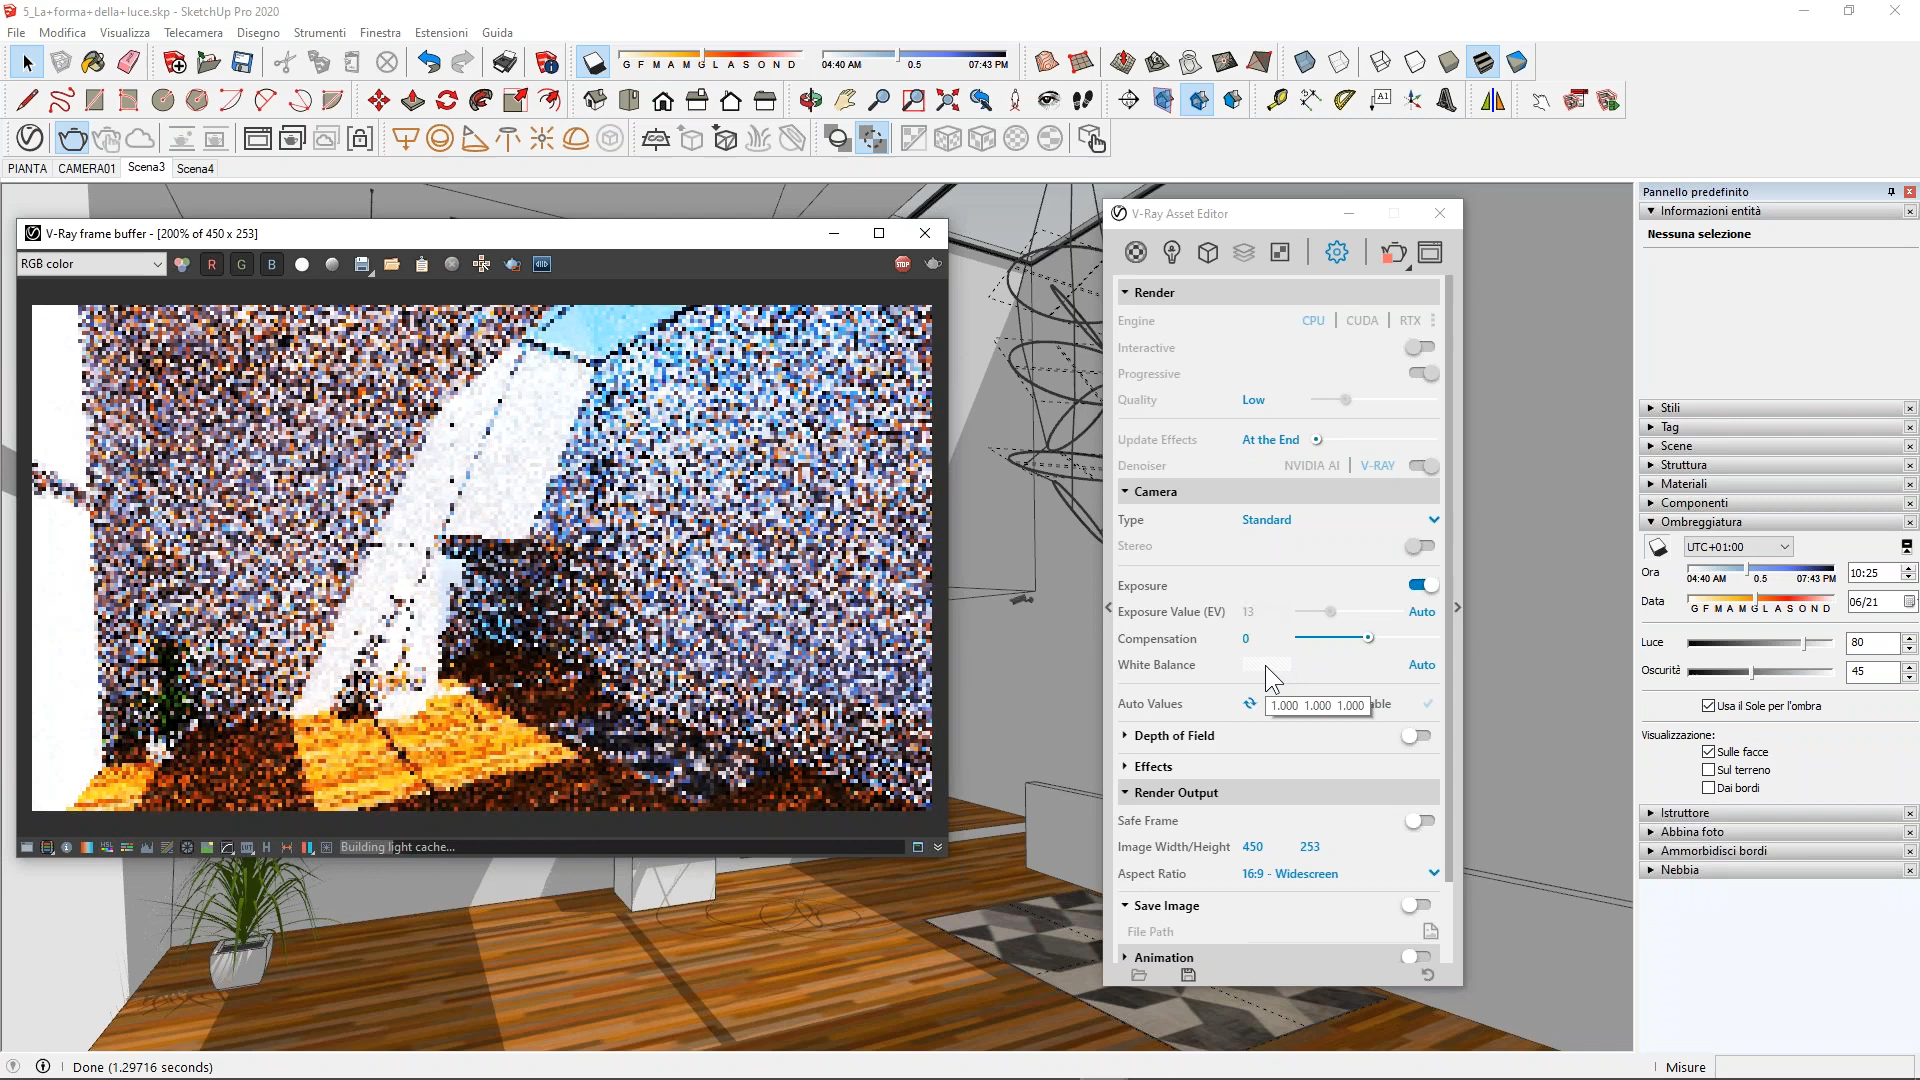 5_La+forma+della+luce.skp - SketchUp Pro 2020
File Modifica Visualizza Telecamera Disegno Strumenti Finestra Estensioni Guida
G F M A M G L A S O N D
04:40 AM 0.5 07:43 PM
PIANTA CAMERA01 Scena3 Scena4
V-Ray frame buffer - [200% of 450 x 253]
RGB color
R G B
STOP
Building light cache...
V-Ray Asset Editor
Render
Engine CPU CUDA RTX
Interactive
Progressive
Quality Low
Update Effects At the End
Denoiser NVIDIA AI V-RAY
Camera
Type Standard
Stereo
Exposure
Exposure Value (EV) 13 Auto
Compensation 0
White Balance Auto
Auto Values
1.000 1.000 1.000
Depth of Field
Effects
Render Output
Safe Frame
Image Width/Height 450 253
Aspect Ratio 16:9 - Widescreen
Save Image
File Path
Animation
Pannello predefinito
Informazioni entità
Nessuna selezione
Stili
Tag
Scene
Struttura
Materiali
Componenti
Ombreggiatura
UTC+01:00
Ora 04:40 AM 0.5 07:43 PM 10:25
Data G F M A M G L A S O N D 06/21
Luce 80
Oscurità 45
Usa il Sole per l'ombra
Visualizzazione:
Sulle facce
Sul terreno
Dai bordi
Istruttore
Abbina foto
Ammorbidisci bordi
Nebbia
Done (1.29716 seconds)
Misure